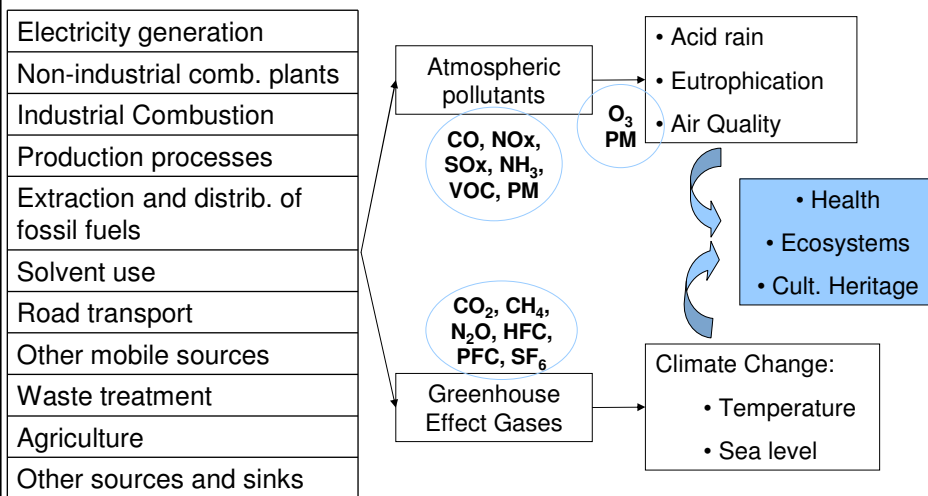 Electricity generation
Non-industrial comb. plants
Industrial Combustion
Production processes
Extraction and distrib. of
fossil fuels
Solvent use
Road transport
Other mobile sources
Waste treatment
Agriculture
Other sources and sinks
Atmospheric
pollutants
CO, NOx,
SOx, NH₃,
VOC, PM
O₃
PM
• Acid rain
• Eutrophication
• Air Quality
• Health
• Ecosystems
• Cult. Heritage
CO₂, CH₄,
N₂O, HFC,
PFC, SF₆
Greenhouse
Effect Gases
Climate Change:
• Temperature
• Sea level